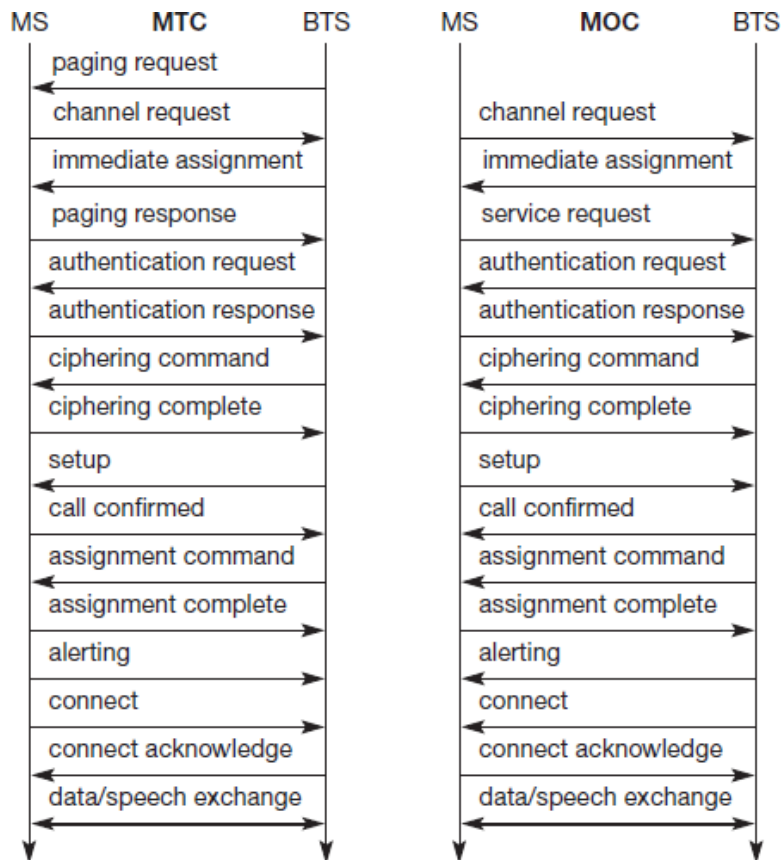 MS MTC BTS MS MOC BTS
paging request
channel request channel request
immediate assignment immediate assignment
paging response service request
authentication request authentication request
authentication response authentication response
ciphering command ciphering command
ciphering complete ciphering complete
setup setup
call confirmed call confirmed
assignment command assignment command
assignment complete assignment complete
alerting alerting
connect connect
connect acknowledge connect acknowledge
data/speech exchange data/speech exchange